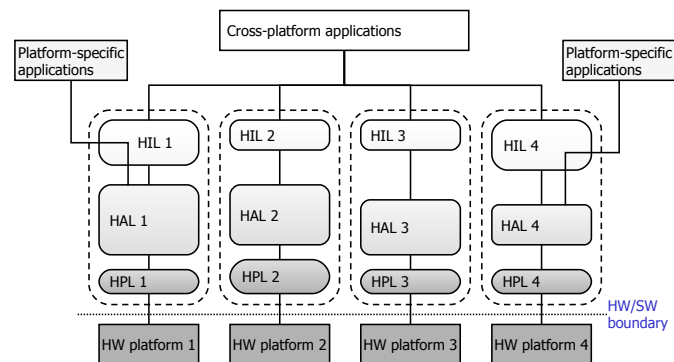 Cross-platform applications
Platform-specific
applications
Platform-specific
applications
HIL 1
HIL 2
HIL 3
HIL 4
HAL 1
HAL 2
HAL 3
HAL 4
HPL 1
HPL 2
HPL 3
HPL 4
HW/SW
boundary
HW platform 1
HW platform 2
HW platform 3
HW platform 4